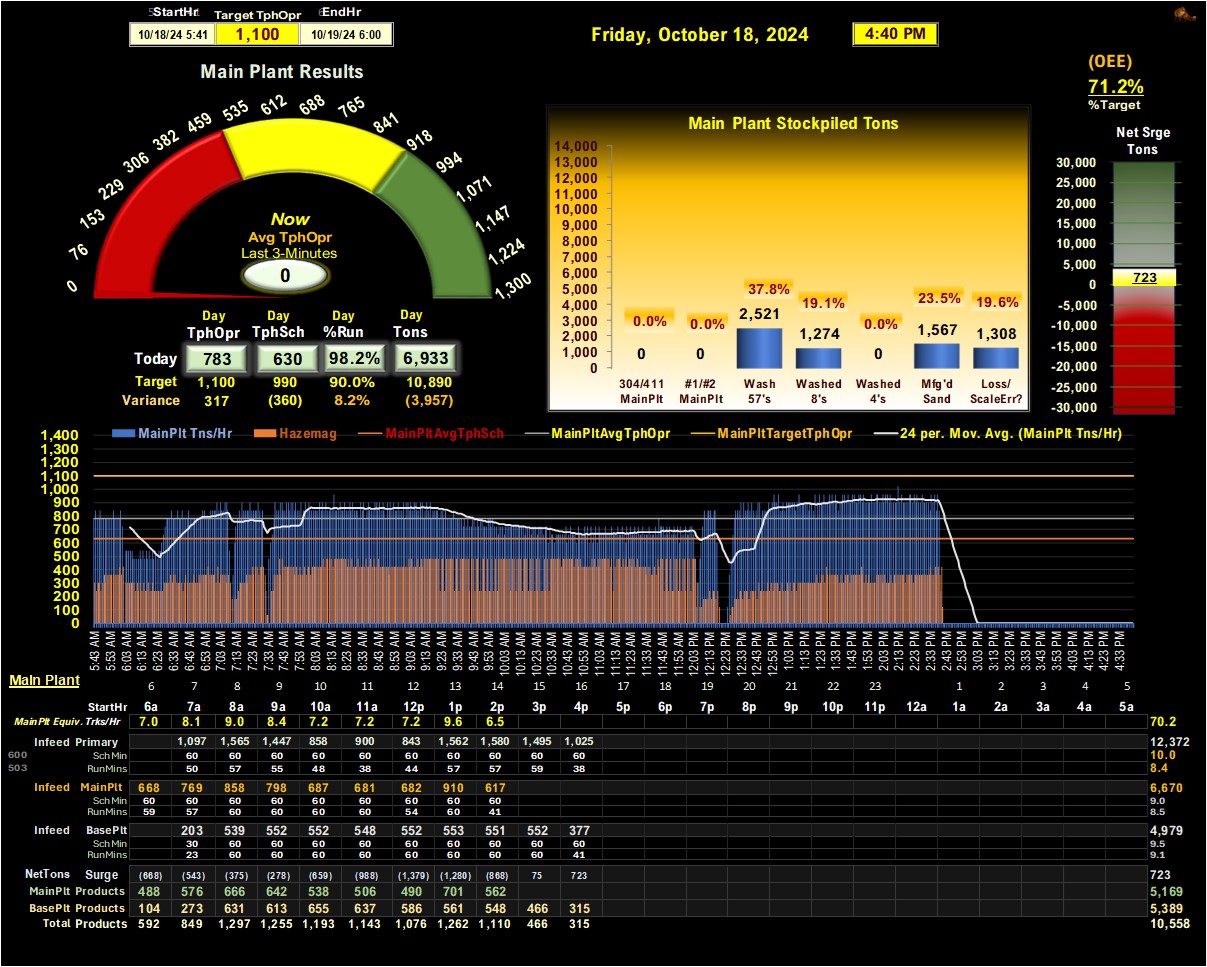 StartHr Target TphOpr EndHr
10/18/24 5:41 1,100 10/19/24 6:00
Friday, October 18, 2024 4:40 PM
(OEE)
71.2%
%Target
Main Plant Results
0 76 153 229 306 382 459 535 612 688 765 841 918 994 1,071 1,147 1,224 1,300
Now
Avg TphOpr
Last 3-Minutes
0
Day Day Day Day
TphOpr TphSch %Run Tons
Today 783 630 98.2% 6,933
Target 1,100 990 90.0% 10,890
Variance 317 (360) 8.2% (3,957)
Main Plant Stockpiled Tons
14,000
13,000
12,000
11,000
10,000
9,000
8,000
7,000
6,000
5,000
4,000
3,000
2,000
1,000
0
0.0% 0.0% 37.8% 19.1% 0.0% 23.5% 19.6%
0 0 2,521 1,274 0 1,567 1,308
304/411 #1/#2 Wash Washed Washed Mfg'd Loss/
MainPlt MainPlt 57's 8's 4's Sand ScaleErr?
Net Srge
Tons
30,000
25,000
20,000
15,000
10,000
5,000
723
0
-5,000
-10,000
-15,000
-20,000
-25,000
-30,000
MainPlt Tns/Hr Hazemag MainPltAvgTphSch MainPltAvgTphOpr MainPltTargetTphOpr 24 per. Mov. Avg. (MainPlt Tns/Hr)
1,400
1,300
1,200
1,100
1,000
900
800
700
600
500
400
300
200
100
0
5:43 AM 5:53 AM 6:03 AM 6:13 AM 6:23 AM 6:33 AM 6:43 AM 6:53 AM 7:03 AM 7:13 AM 7:23 AM 7:33 AM 7:43 AM 7:53 AM 8:03 AM 8:13 AM 8:23 AM 8:33 AM 8:43 AM 8:53 AM 9:03 AM 9:13 AM 9:23 AM 9:33 AM 9:43 AM 9:53 AM 10:03 AM 10:13 AM 10:23 AM 10:33 AM 10:43 AM 10:53 AM 11:03 AM 11:13 AM 11:23 AM 11:33 AM 11:43 AM 11:53 AM 12:03 PM 12:13 PM 12:23 PM 12:33 PM 12:43 PM 12:53 PM 1:03 PM 1:13 PM 1:23 PM 1:33 PM 1:43 PM 1:53 PM 2:03 PM 2:13 PM 2:23 PM 2:33 PM 2:43 PM 2:53 PM 3:03 PM 3:13 PM 3:23 PM 3:33 PM 3:43 PM 3:53 PM 4:03 PM 4:13 PM 4:23 PM 4:33 PM
Main Plant 6 7 8 9 10 11 12 13 14 15 16 17 18 19 20 21 22 23 1 2 3 4 5
StartHr 6a 7a 8a 9a 10a 11a 12p 1p 2p 3p 4p 5p 6p 7p 8p 9p 10p 11p 12a 1a 2a 3a 4a 5a
MainPlt Equiv. Trks/Hr 7.0 8.1 9.0 8.4 7.2 7.2 7.2 9.6 6.5 70.2
Infeed Primary 1,097 1,565 1,447 858 900 843 1,562 1,580 1,495 1,025 12,372
600 SchMin 60 60 60 60 60 60 60 60 60 60 10.0
503 RunMins 50 57 55 48 38 44 57 57 59 38 8.4
Infeed MainPlt 668 769 858 798 687 681 682 910 617 6,670
SchMin 60 60 60 60 60 60 60 60 60 9.0
RunMins 59 57 60 60 60 60 54 60 41 8.5
Infeed BasePlt 203 539 552 552 548 552 553 551 552 377 4,979
SchMin 30 60 60 60 60 60 60 60 60 60 9.5
RunMins 23 60 60 60 60 60 60 60 60 41 9.1
NetTons Surge (668) (543) (375) (278) (659) (988) (1,379) (1,280) (868) 75 723 723
MainPlt Products 488 576 666 642 538 506 490 701 562 5,169
BasePlt Products 104 273 631 613 655 637 586 561 548 466 315 5,389
Total Products 592 849 1,297 1,255 1,193 1,143 1,076 1,262 1,110 466 315 10,558